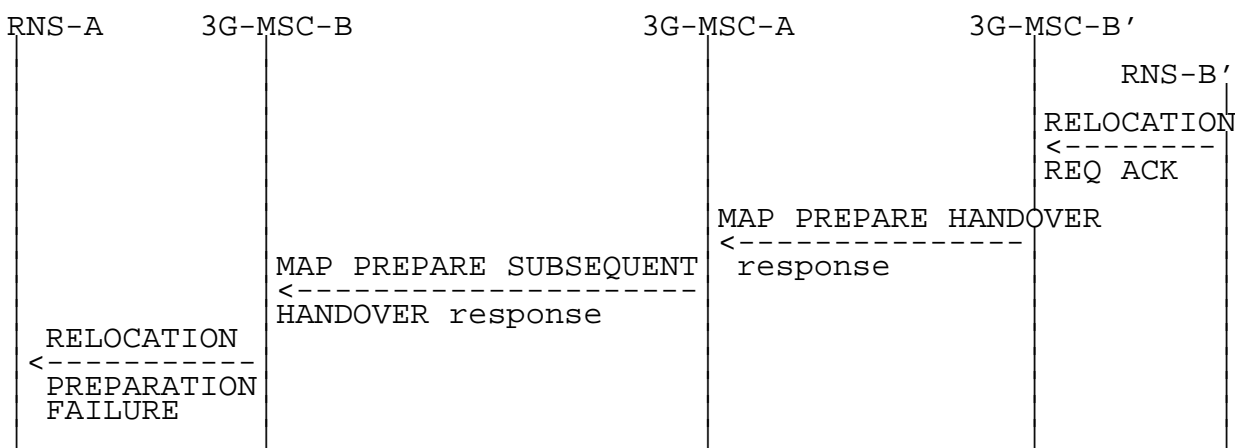 RNS-A 3G-MSC-B 3G-MSC-A 3G-MSC-B'
RNS-B'
RELOCATION
REQ ACK
MAP PREPARE HANDOVER
response
MAP PREPARE SUBSEQUENT
HANDOVER response
RELOCATION
PREPARATION
FAILURE